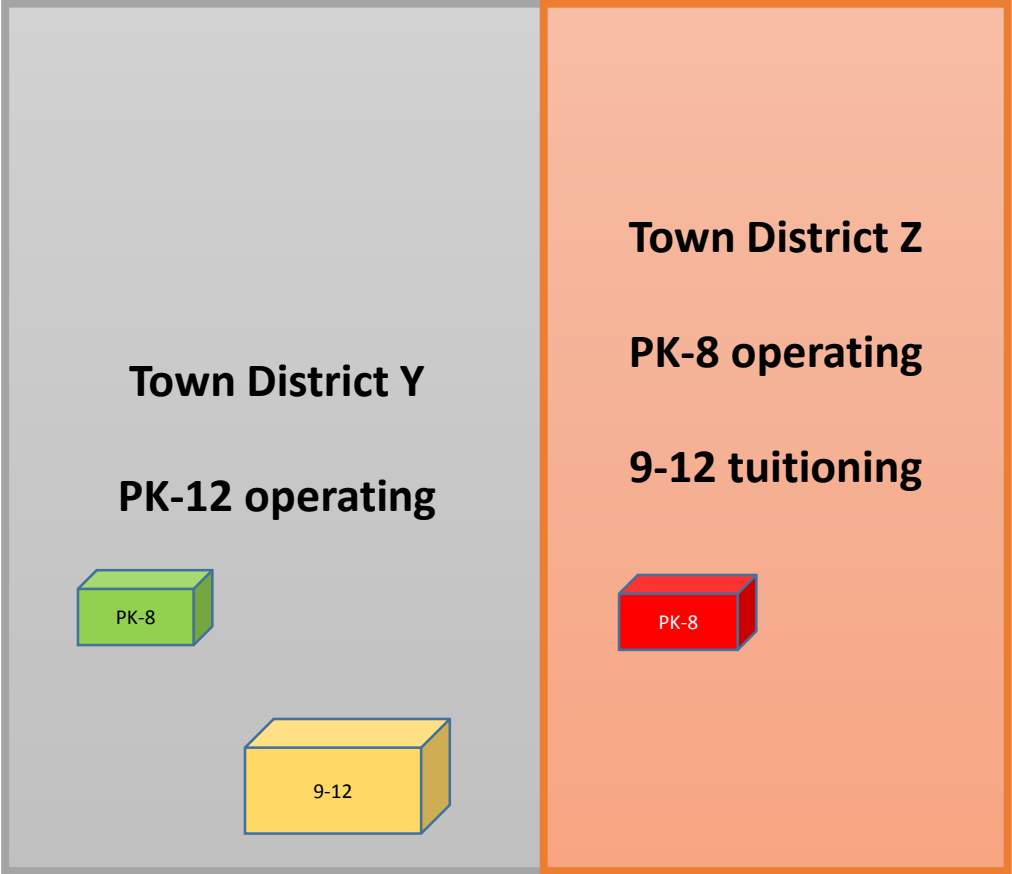 Town District Y
PK-12 operating
PK-8
9-12
Town District Z
PK-8 operating
9-12 tuitioning
PK-8